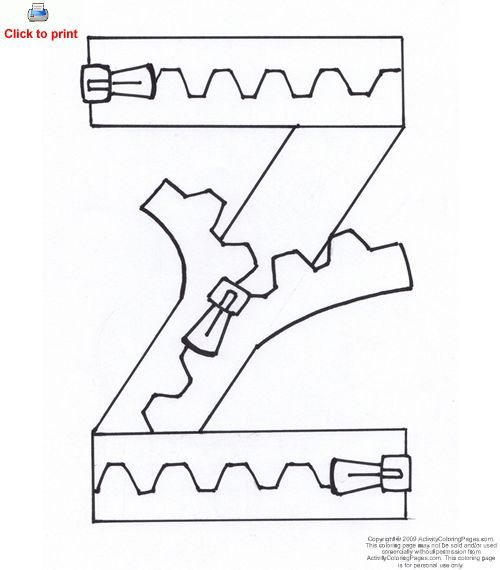 Click to print
Copyright© 2009 ActivityColoringPages.com.
This coloring page may not be sold and/or used
comercially without permission from
ActivityColoringPages.com. This coloring page
is for personal use only.